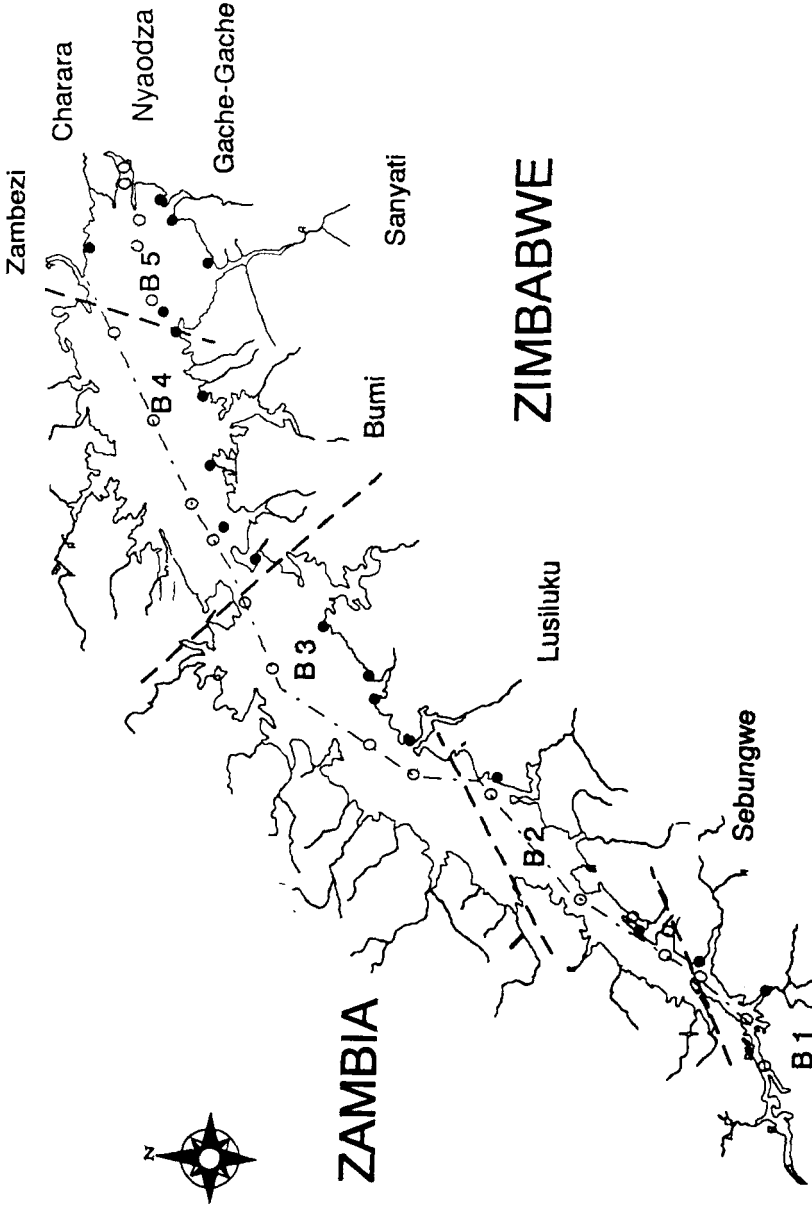 Zambezi
Charara
Nyaodza
Gache-Gache
Sanyati
B 5
B 4
Bumi
ZIMBABWE
B 3
Lusiluku
B 2
Sebungwe
B 1
ZAMBIA
N